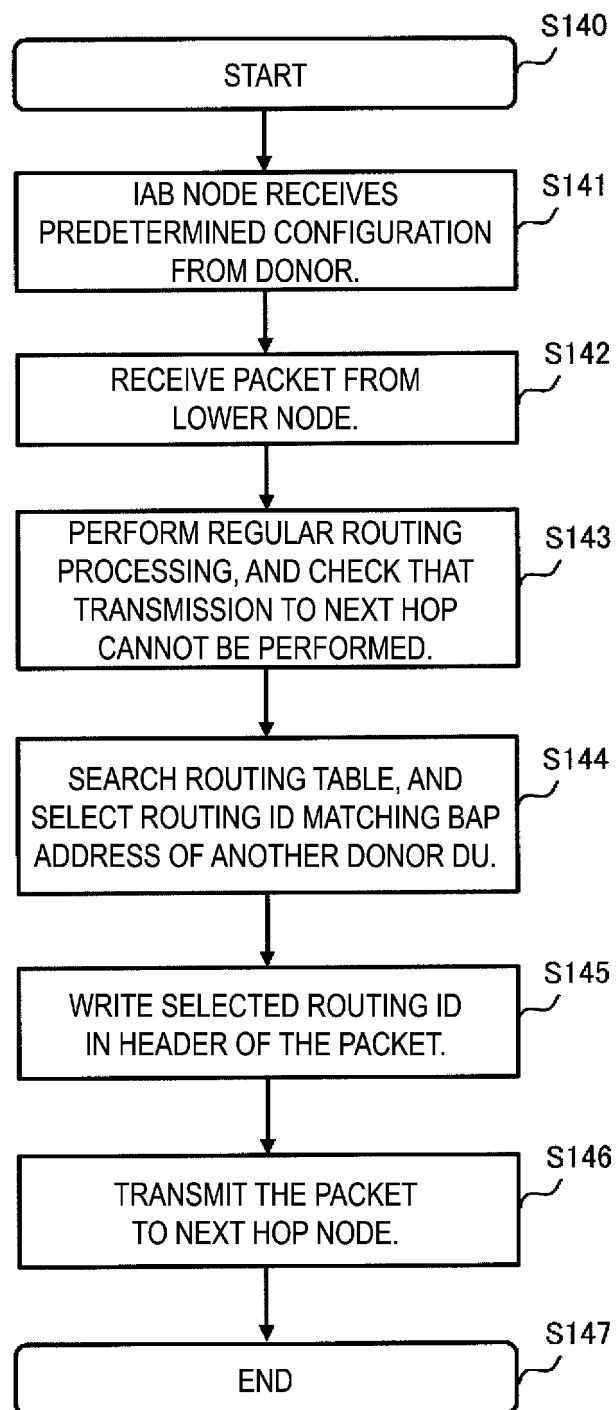 S140
START
S141
IAB NODE RECEIVES
PREDETERMINED CONFIGURATION
FROM DONOR.
S142
RECEIVE PACKET FROM
LOWER NODE.
S143
PERFORM REGULAR ROUTING
PROCESSING, AND CHECK THAT
TRANSMISSION TO NEXT HOP
CANNOT BE PERFORMED.
S144
SEARCH ROUTING TABLE, AND
SELECT ROUTING ID MATCHING BAP
ADDRESS OF ANOTHER DONOR DU.
S145
WRITE SELECTED ROUTING ID
IN HEADER OF THE PACKET.
S146
TRANSMIT THE PACKET
TO NEXT HOP NODE.
S147
END